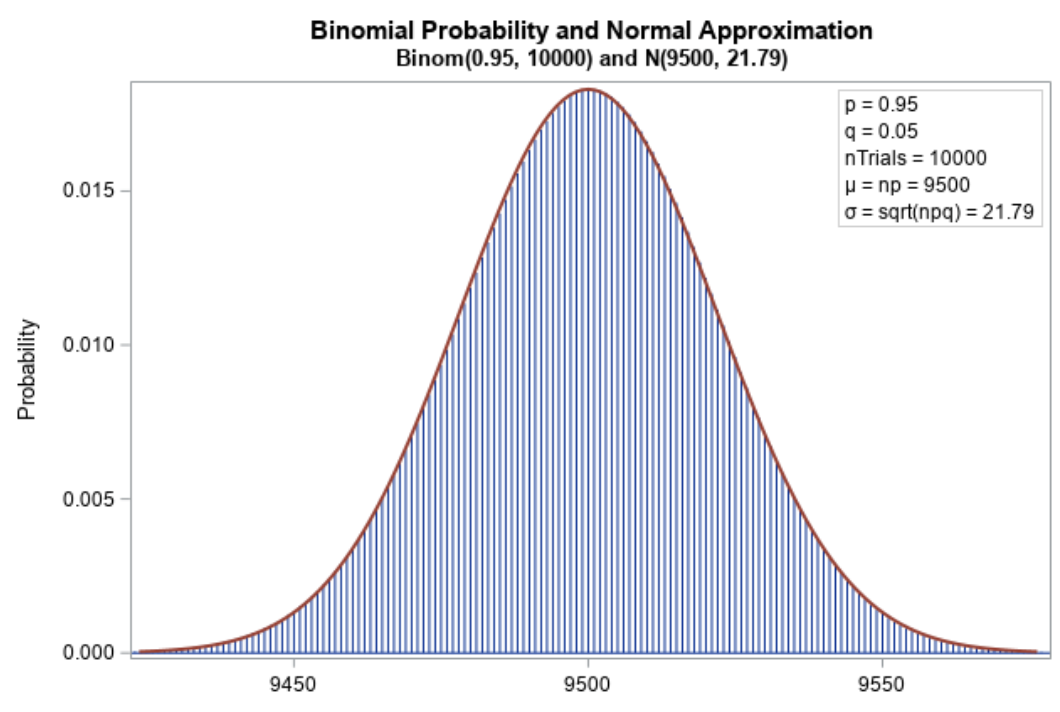 Binomial Probability and Normal Approximation
Binom(0.95, 10000) and N(9500, 21.79)
p = 0.95
q = 0.05
nTrials = 10000
μ = np = 9500
σ = sqrt(npq) = 21.79
Probability
0.015
0.010
0.005
0.000
9450
9500
9550